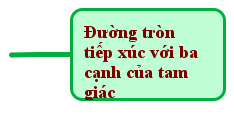 Đường tròn
tiếp xúc với ba
cạnh của tam
giác